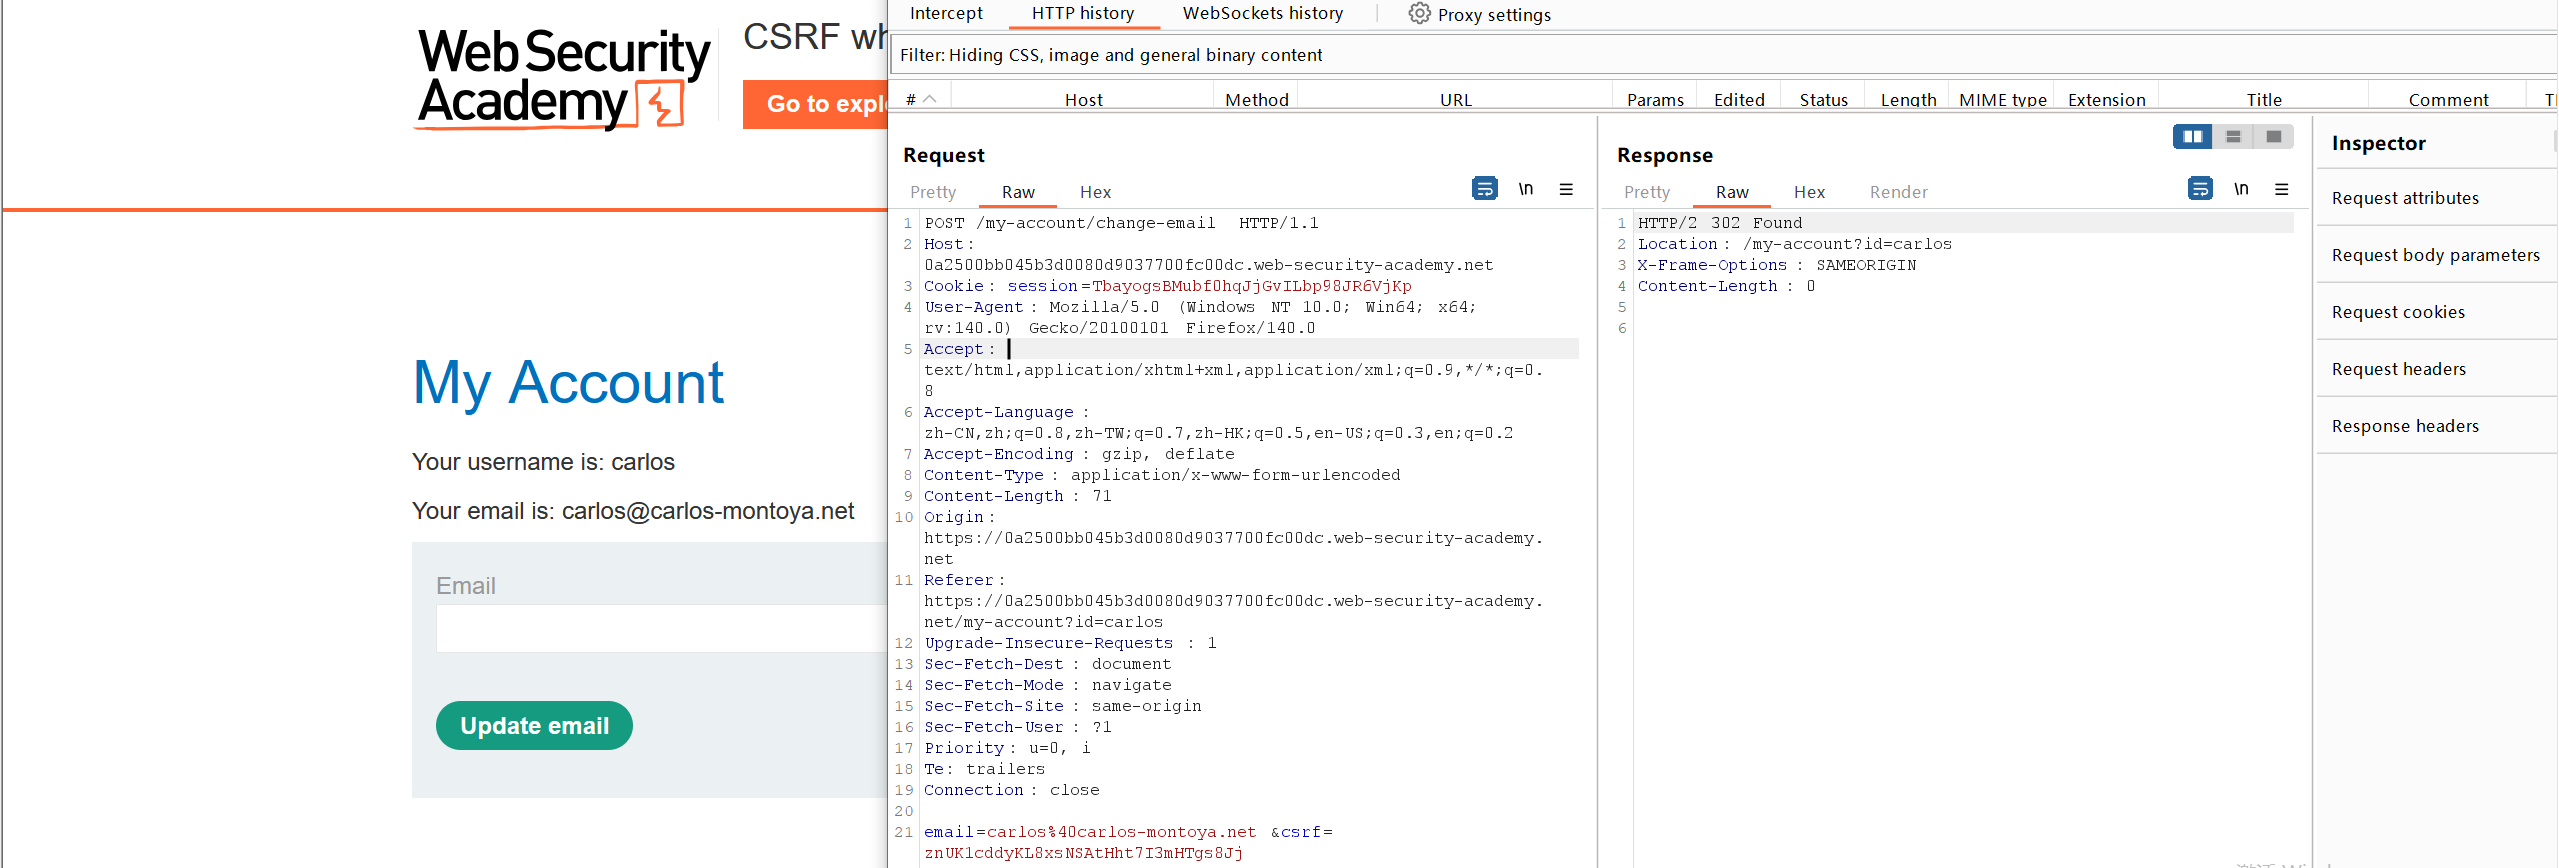 Web Security
Academy
CSRF wh
Go to explo
My Account
Your username is: carlos
Your email is: carlos@carlos-montoya.net
Email
Update email
Intercept HTTP history WebSockets history Proxy settings
Filter: Hiding CSS, image and general binary content
# Host Method URL Params Edited Status Length MIME type Extension Title Comment
Request
Pretty Raw Hex \n
1 POST /my-account/change-email HTTP/1.1
2 Host:
0a2500bb045b3d0080d9037700fc00dc.web-security-academy.net
3 Cookie: session=TbayogsBMubf0hqJjGvILbp98JR6VjKp
4 User-Agent: Mozilla/5.0 (Windows NT 10.0; Win64; x64;
rv:140.0) Gecko/20100101 Firefox/140.0
5 Accept:
text/html,application/xhtml+xml,application/xml;q=0.9,*/*;q=0.
8
6 Accept-Language:
zh-CN,zh;q=0.8,zh-TW;q=0.7,zh-HK;q=0.5,en-US;q=0.3,en;q=0.2
7 Accept-Encoding: gzip, deflate
8 Content-Type: application/x-www-form-urlencoded
9 Content-Length: 71
10 Origin:
https://0a2500bb045b3d0080d9037700fc00dc.web-security-academy.
net
11 Referer:
https://0a2500bb045b3d0080d9037700fc00dc.web-security-academy.
net/my-account?id=carlos
12 Upgrade-Insecure-Requests: 1
13 Sec-Fetch-Dest: document
14 Sec-Fetch-Mode: navigate
15 Sec-Fetch-Site: same-origin
16 Sec-Fetch-User: ?1
17 Priority: u=0, i
18 Te: trailers
19 Connection: close
20
21 email=carlos%40carlos-montoya.net&csrf=
znUK1cddyKL8xsNSAtHht7I3mHTgs8Jj
Response
Pretty Raw Hex Render \n
1 HTTP/2 302 Found
2 Location: /my-account?id=carlos
3 X-Frame-Options: SAMEORIGIN
4 Content-Length: 0
5
6
Inspector
Request attributes
Request body parameters
Request cookies
Request headers
Response headers